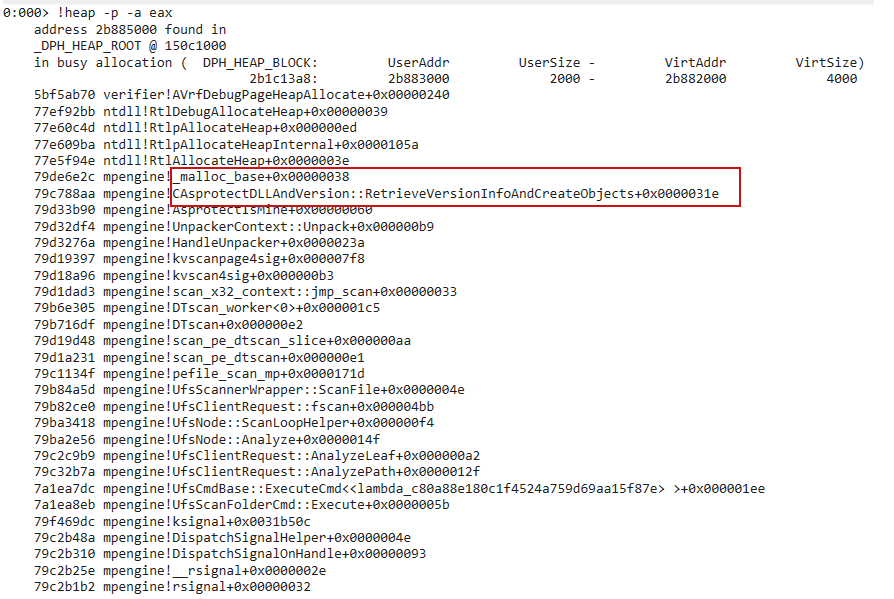 0:000> !heap -p -a eax
address 2b885000 found in
_DPH_HEAP_ROOT @ 150c1000
in busy allocation (  DPH_HEAP_BLOCK:         UserAddr         UserSize -         VirtAddr         VirtSize)
2b1c13a8:         2b883000             2000 -         2b882000             4000
5bf5ab70 verifier!AVrfDebugPageHeapAllocate+0x00000240
77ef92bb ntdll!RtlDebugAllocateHeap+0x00000039
77e60c4d ntdll!RtlpAllocateHeap+0x000000ed
77e609ba ntdll!RtlpAllocateHeapInternal+0x0000105a
77e5f94e ntdll!RtlAllocateHeap+0x0000003e
79de6e2c mpengine!_malloc_base+0x00000038
79c788aa mpengine!CAsprotectDLLAndVersion::RetrieveVersionInfoAndCreateObjects+0x0000031e
79d33b90 mpengine!AsprotectIsMine+0x00000060
79d32df4 mpengine!UnpackerContext::Unpack+0x000000b9
79d3276a mpengine!HandleUnpacker+0x0000023a
79d19397 mpengine!kvscanpage4sig+0x000007f8
79d18a96 mpengine!kvscan4sig+0x000000b3
79d1dad3 mpengine!scan_x32_context::jmp_scan+0x00000033
79b6e305 mpengine!DTscan_worker<0>+0x000001c5
79b716df mpengine!DTscan+0x000000e2
79d19d48 mpengine!scan_pe_dtscan_slice+0x000000aa
79d1a231 mpengine!scan_pe_dtscan+0x000000e1
79c1134f mpengine!pefile_scan_mp+0x0000171d
79b84a5d mpengine!UfsScannerWrapper::ScanFile+0x0000004e
79b82ce0 mpengine!UfsClientRequest::fscan+0x000004bb
79ba3418 mpengine!UfsNode::ScanLoopHelper+0x000000f4
79ba2e56 mpengine!UfsNode::Analyze+0x0000014f
79c2c9b9 mpengine!UfsClientRequest::AnalyzeLeaf+0x000000a2
79c32b7a mpengine!UfsClientRequest::AnalyzePath+0x0000012f
7a1ea7dc mpengine!UfsCmdBase::ExecuteCmd<<lambda_c80a88e180c1f4524a759d69aa15f87e> >+0x000001ee
7a1ea8eb mpengine!UfsScanFolderCmd::Execute+0x0000005b
79f469dc mpengine!ksignal+0x0031b50c
79c2b48a mpengine!DispatchSignalHelper+0x0000004e
79c2b310 mpengine!DispatchSignalOnHandle+0x00000093
79c2b25e mpengine!__rsignal+0x0000002e
79c2b1b2 mpengine!rsignal+0x00000032